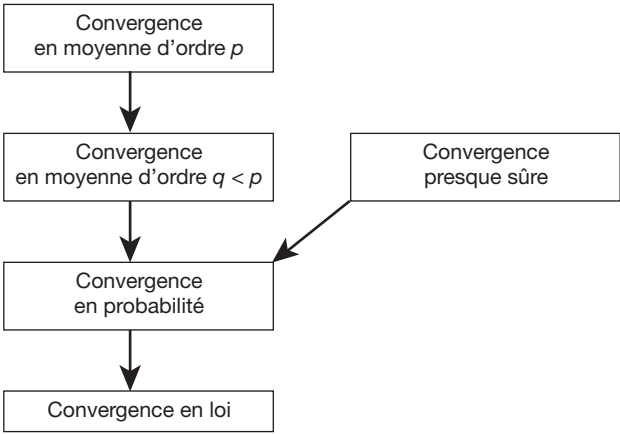 Convergence
en moyenne d'ordre p
Convergence
en moyenne d'ordre q < p
Convergence
presque sûre
Convergence
en probabilité
Convergence en loi